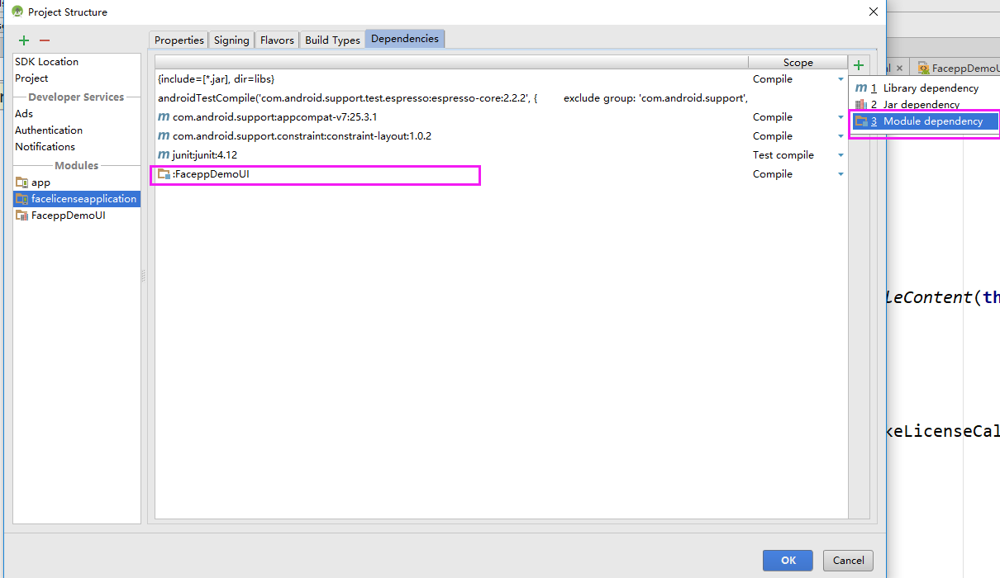 Project Structure
Properties
Signing
Flavors
Build Types
Dependencies
SDK Location
Project
Developer Services
Ads
Authentication
Notifications
Modules
app
facelicenseapplication
FaceppDemoUI
Scope
{include=[*.jar], dir=libs} Compile
androidTestCompile('com.android.support.test.espresso:espresso-core:2.2.2', { exclude group: 'com.android.support',
m com.android.support:appcompat-v7:25.3.1 Compile
m com.android.support.constraint:constraint-layout:1.0.2 Compile
m junit:junit:4.12 Test compile
:FaceppDemoUI Compile
FaceppDemoU
m 1 Library dependency
2 Jar dependency
3 Module dependency
leContent(th
keLicenseCal
OK
Cancel